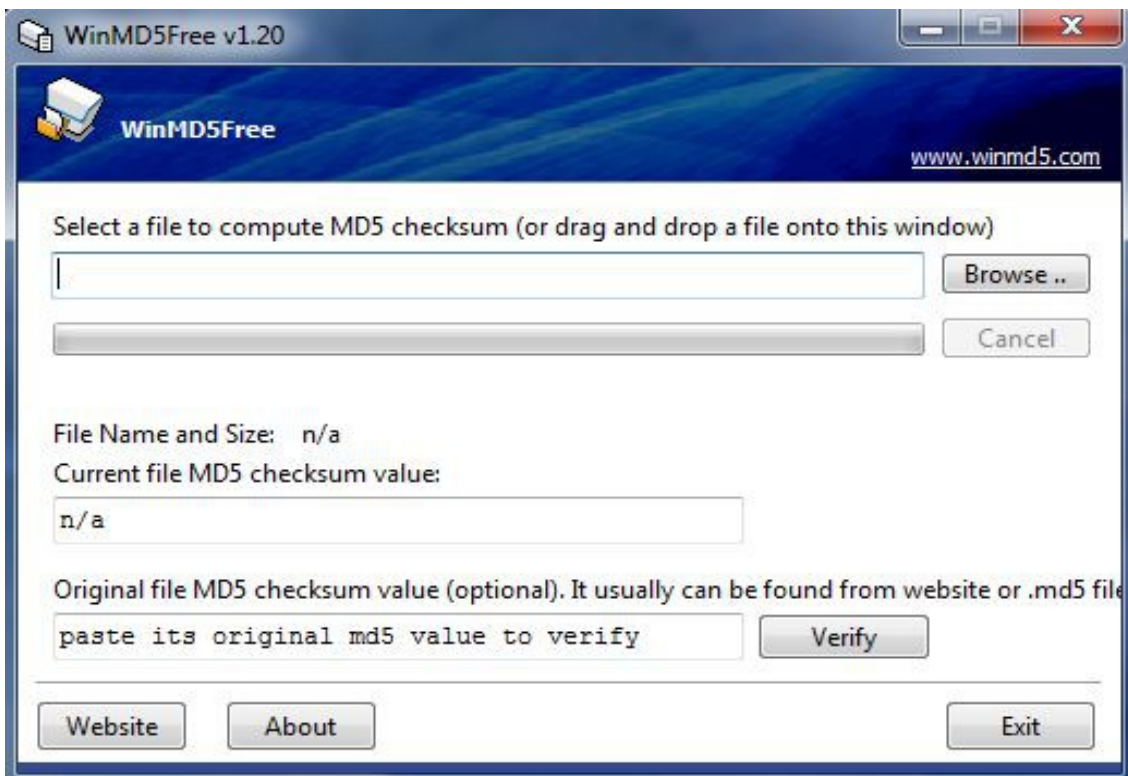 WinMD5Free v1.20
WinMD5Free
www.winmd5.com
Select a file to compute MD5 checksum (or drag and drop a file onto this window)
Browse ..
Cancel
File Name and Size: n/a
Current file MD5 checksum value:
n/a
Original file MD5 checksum value (optional). It usually can be found from website or .md5 file
paste its original md5 value to verify
Verify
Website
About
Exit